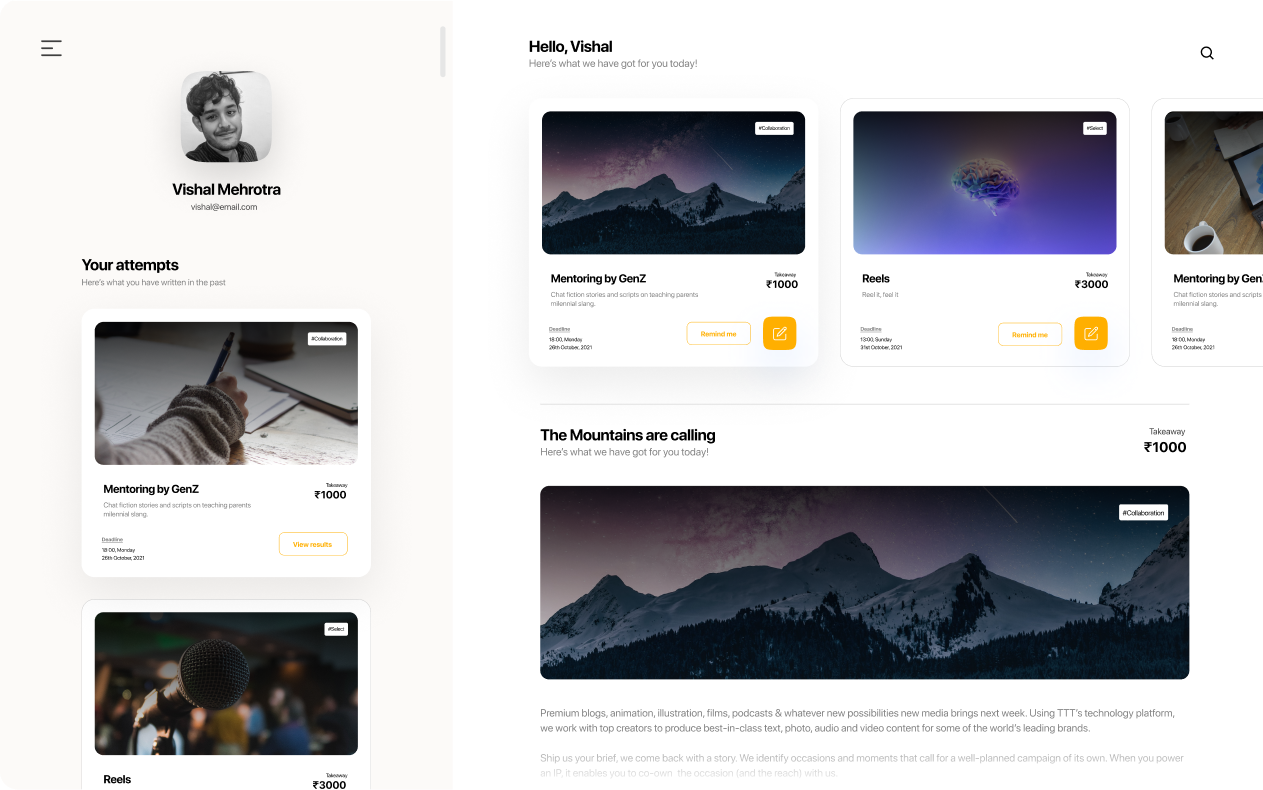 Vishal Mehrotra
vishal@email.com
Your attempts
Here's what you have written in the past
#Collaboration
Mentoring by GenZ
Takeaway
₹1000
Chat fiction stories and scripts on teaching parents
milennial slang.
Deadline
18:00, Monday
26th October, 2021
View results
#Select
Reels
Takeaway
₹3000
Hello, Vishal
Here's what we have got for you today!
#Collaboration
Mentoring by GenZ
Takeaway
₹1000
Chat fiction stories and scripts on teaching parents
milennial slang.
Deadline
18:00, Monday
26th October, 2021
Remind me
#Select
Reels
Takeaway
₹3000
Reel it, feel it
Deadline
13:00, Sunday
31st October, 2021
Remind me
Mentoring by Gen
Chat fiction stories and scripts
milennial slang.
Deadline
18:00, Monday
26th October, 2021
The Mountains are calling
Here's what we have got for you today!
Takeaway
₹1000
#Collaboration
Premium blogs, animation, illustration, films, podcasts & whatever new possibilities new media brings next week. Using TTT's technology platform,
we work with top creators to produce best-in-class text, photo, audio and video content for some of the world's leading brands.
Ship us your brief, we come back with a story. We identify occasions and moments that call for a well-planned campaign of its own. When you power
an IP, it enables you to co-own the occasion (and the reach) with us.